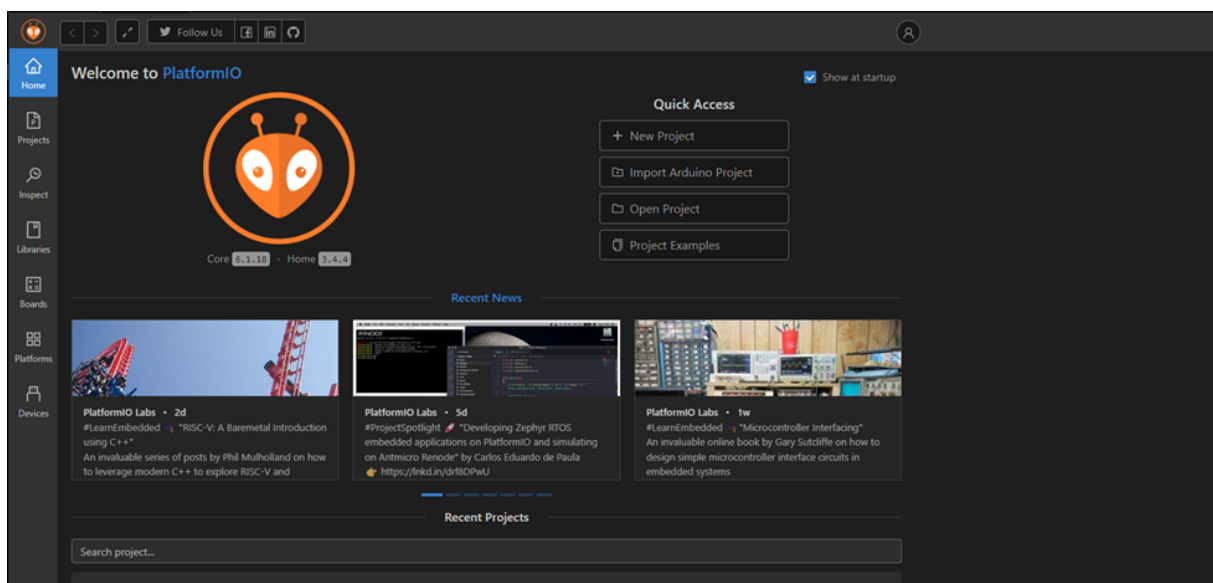 Follow Us
Home
Projects
Inspect
Libraries
Boards
Platforms
Devices
Welcome to PlatformIO
Show at startup
Core 6.1.18 · Home 3.4.4
Quick Access
+ New Project
Import Arduino Project
Open Project
Project Examples
Recent News
PlatformIO Labs • 2d
#LearnEmbedded "RISC-V: A Baremetal Introduction
using C++"
An invaluable series of posts by Phil Mulholland on how
to leverage modern C++ to explore RISC-V and
PlatformIO Labs • 5d
#ProjectSpotlight 🚀 "Developing Zephyr RTOS
embedded applications on PlatformIO and simulating
on Antmicro Renode" by Carlos Eduardo de Paula
👉 https://lnkd.in/drf8DPwU
PlatformIO Labs • 1w
#LearnEmbedded "Microcontroller Interfacing"
An invaluable online book by Gary Sutcliffe on how to
design simple microcontroller interface circuits in
embedded systems
Recent Projects
Search project...